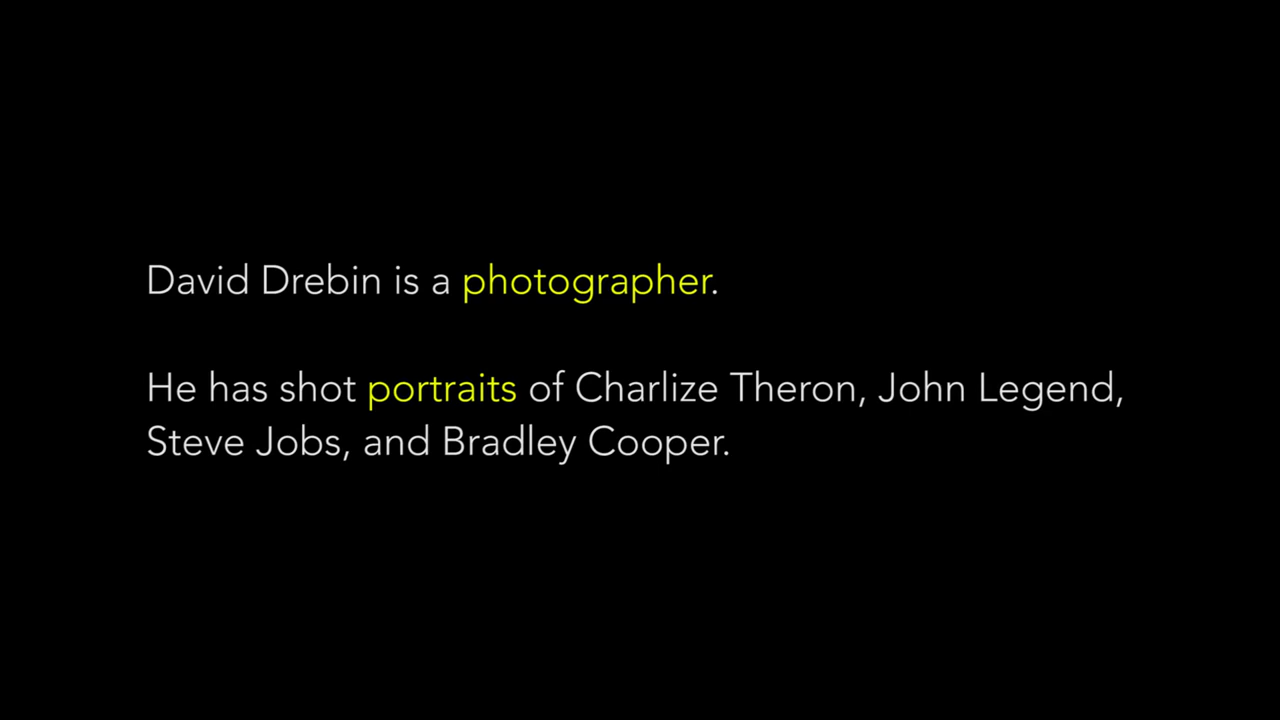 David Drebin is a photographer.
He has shot portraits of Charlize Theron, John Legend,
Steve Jobs, and Bradley Cooper.